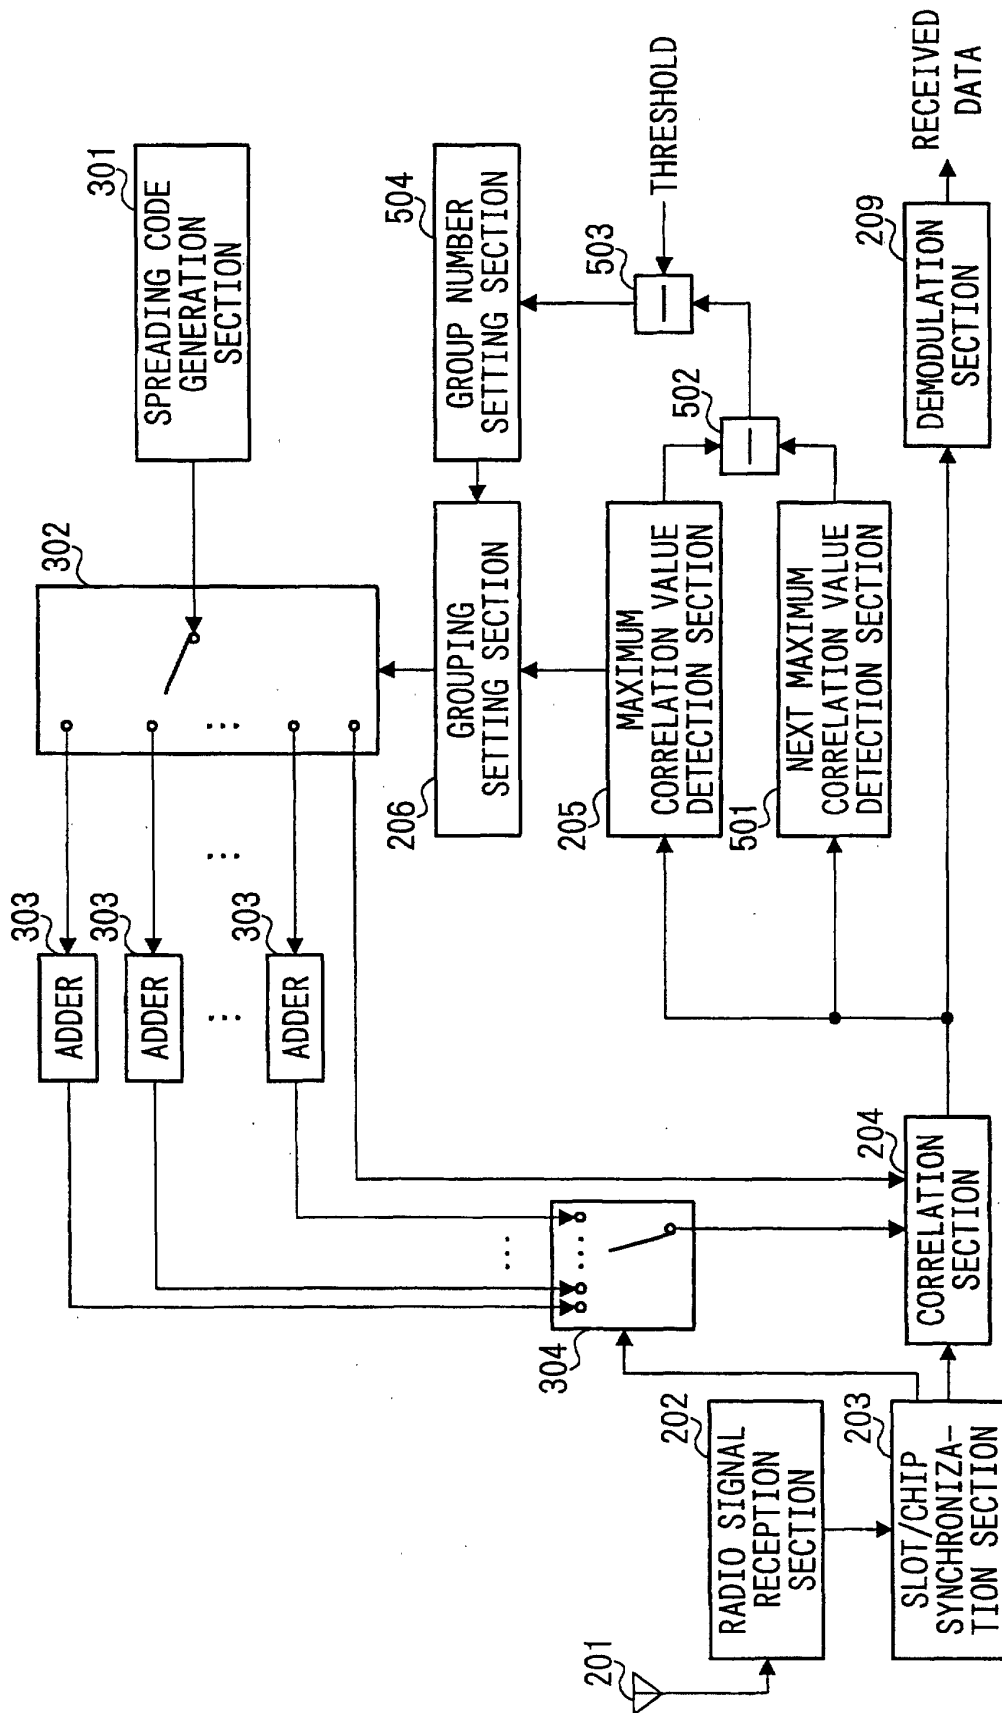 301
SPREADING CODE
GENERATION
SECTION
302
303
ADDER
303
ADDER
...
...
...
303
ADDER
504
GROUP NUMBER
SETTING SECTION
206
GROUPING
SETTING SECTION
503
—
THRESHOLD
502
—
205
MAXIMUM
CORRELATION VALUE
DETECTION SECTION
501
NEXT MAXIMUM
CORRELATION VALUE
DETECTION SECTION
209
DEMODULATION
SECTION
RECEIVED
DATA
204
CORRELATION
SECTION
304
...
...
201
202
RADIO SIGNAL
RECEPTION
SECTION
203
SLOT/CHIP
SYNCHRONIZA-
TION SECTION